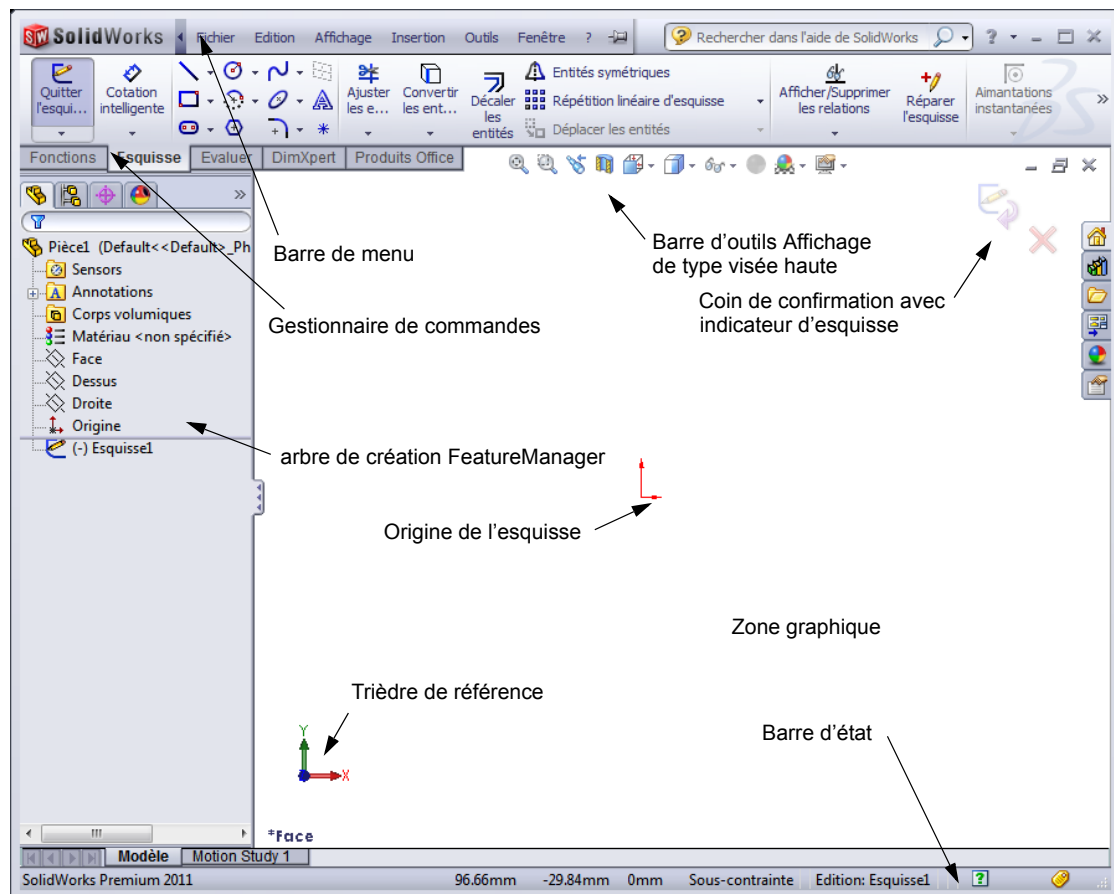 SolidWorks Fichier Edition Affichage Insertion Outils Fenêtre ? Rechercher dans l'aide de SolidWorks ?
Quitter l'esqui...
Cotation intelligente
Ajuster les e...
Convertir les ent...
Décaler les entités
Entités symétriques
Répétition linéaire d'esquisse
Déplacer les entités
Afficher/Supprimer les relations
Réparer l'esquisse
Aimantations instantanées
Fonctions Esquisse Evaluer DimXpert Produits Office
Pièce1 (Default<<Default>_Ph
Sensors
Annotations
Corps volumiques
Matériau <non spécifié>
Face
Dessus
Droite
Origine
(-) Esquisse1
Barre de menu
Barre d'outils Affichage
de type visée haute
Coin de confirmation avec
indicateur d'esquisse
Gestionnaire de commandes
arbre de création FeatureManager
Origine de l'esquisse
Zone graphique
Trièdre de référence
Barre d'état
Y
X
*Face
Modèle Motion Study 1
SolidWorks Premium 2011 96.66mm -29.84mm 0mm Sous-contrainte Edition: Esquisse1 ?